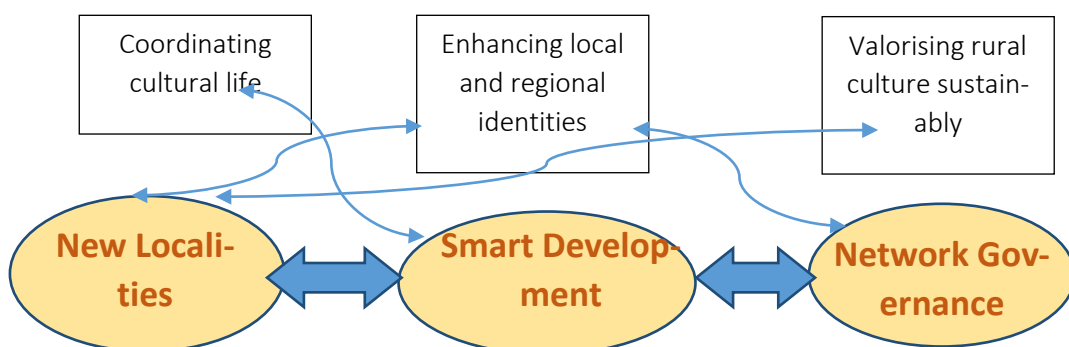 Coordinating
cultural life
Enhancing local
and regional
identities
Valorising rural
culture sustain-
ably
New Locali-
ties
Smart Develop-
ment
Network Gov-
ernance